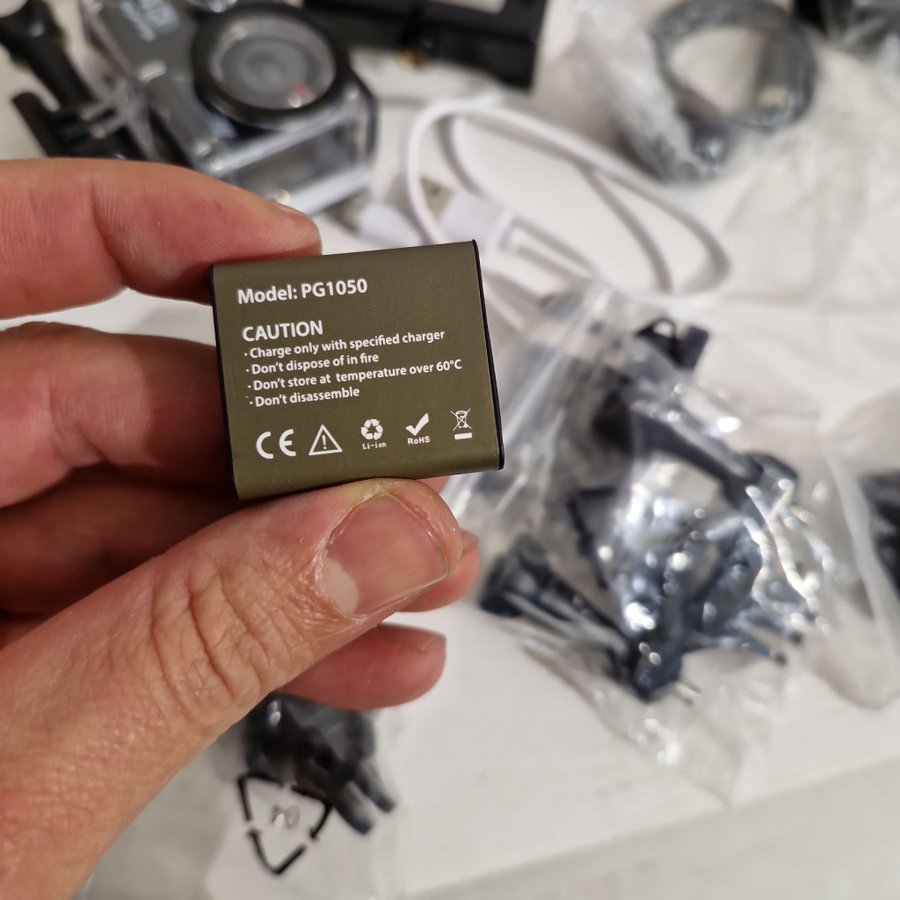 Model: PG1050
CAUTION
· Charge only with specified charger
· Don't dispose of in fire
· Don't store at temperature over 60°C
· Don't disassemble
CE
Li-ion
RoHS
04